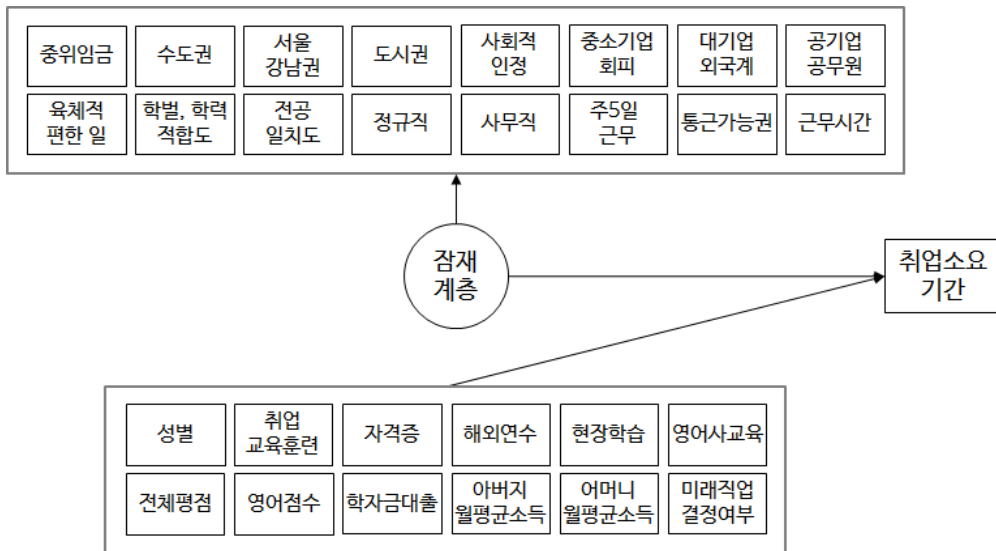 중위임금
수도권
서울
강남권
도시권
사회적
인정
중소기업
회피
대기업
외국계
공기업
공무원
육체적
편한 일
학벌, 학력
적합도
전공
일치도
정규직
사무직
주5일
근무
통근가능권
근무시간
잠재
계층
취업소요
기간
성별
취업
교육훈련
자격증
해외연수
현장학습
영어사교육
전체평점
영어점수
학자금대출
아버지
월평균소득
어머니
월평균소득
미래직업
결정여부